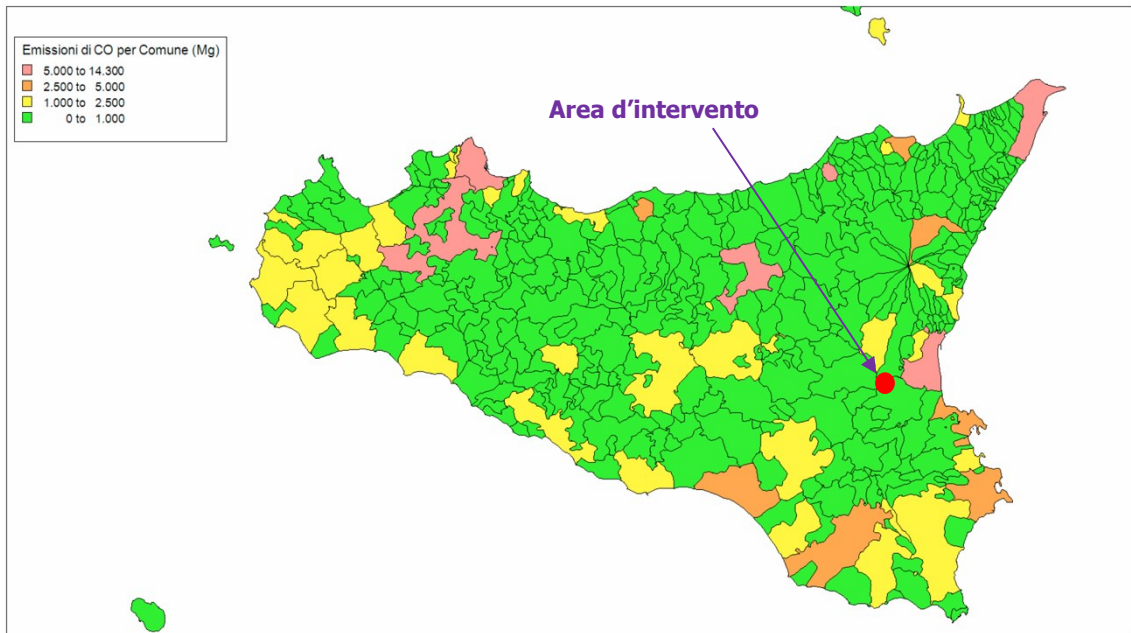 Emissioni di CO per Comune (Mg)
5.000 to 14.300
2.500 to 5.000
1.000 to 2.500
0 to 1.000
Area d'intervento